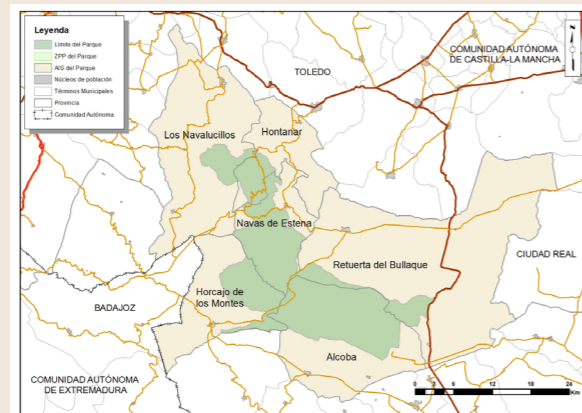 Leyenda
Límite del Parque
ZPP del Parque
AIS del Parque
Núcleos de población
Términos Municipales
Provincia
Comunidad Autónoma
TOLEDO
COMUNIDAD AUTÓNOMA
DE CASTILLA-LA MANCHA
Los Navalucillos
Hontanar
Navas de Estena
Retuerta del Bullaque
CIUDAD REAL
Horcajo de
los Montes
BADAJOZ
Alcoba
COMUNIDAD AUTÓNOMA
DE EXTREMADURA
0 3 6 12 18 24
Km